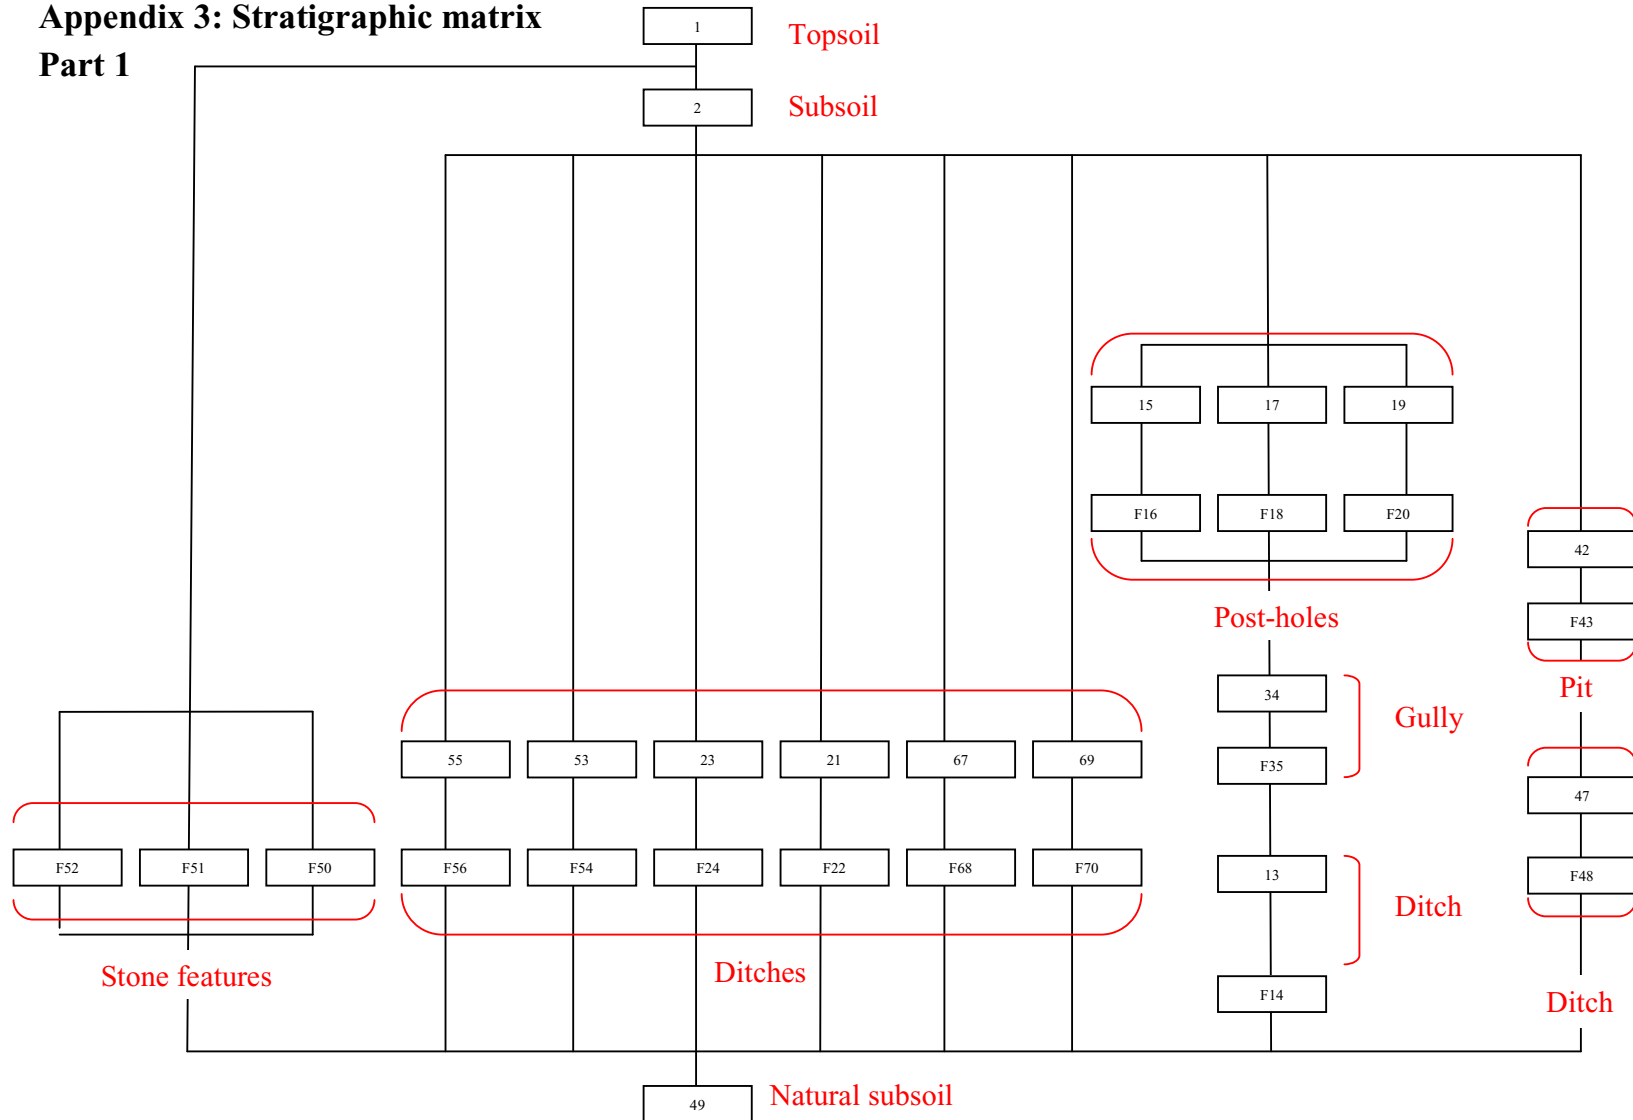 Appendix 3: Stratigraphic matrix
Part 1
1
Topsoil
2
Subsoil
15
17
19
F16
F18
F20
Post-holes
42
F43
Pit
34
F35
Gully
55
53
23
21
67
69
47
F52
F51
F50
F56
F54
F24
F22
F68
F70
13
F48
Ditch
Stone features
Ditches
F14
Ditch
49
Natural subsoil